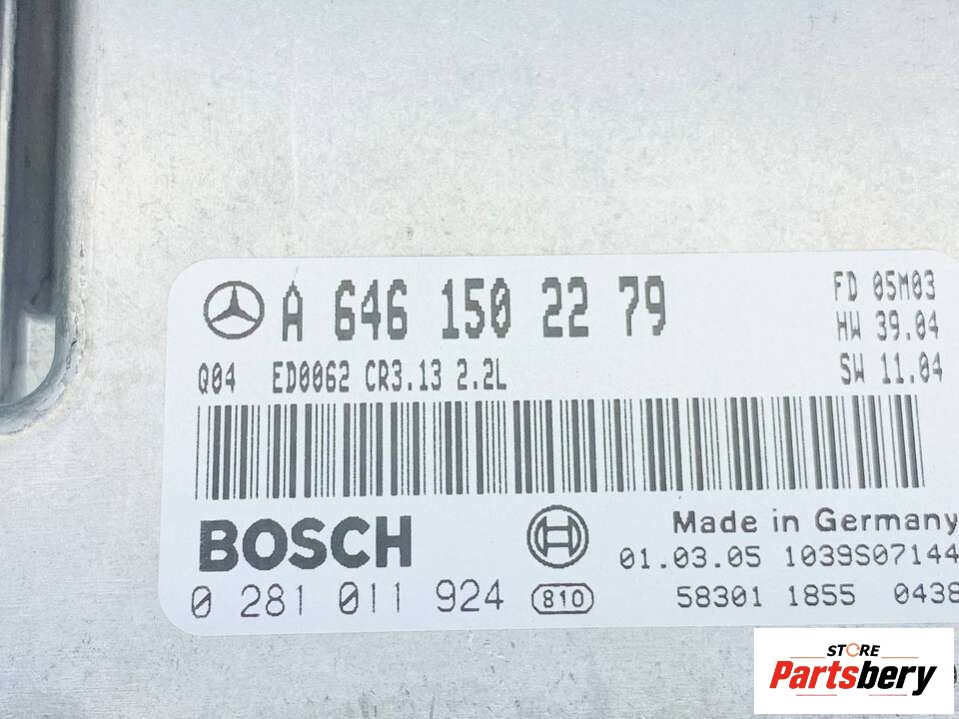 A 646 150 22 79
FD 05M03
HW 39.04
SW 11.04
Q04 ED0062 CR3.13 2.2L
BOSCH
Made in Germany
01.03.05 1039S07144
0 281 011 924 810
58301 1855 0438
STORE
Partsbery